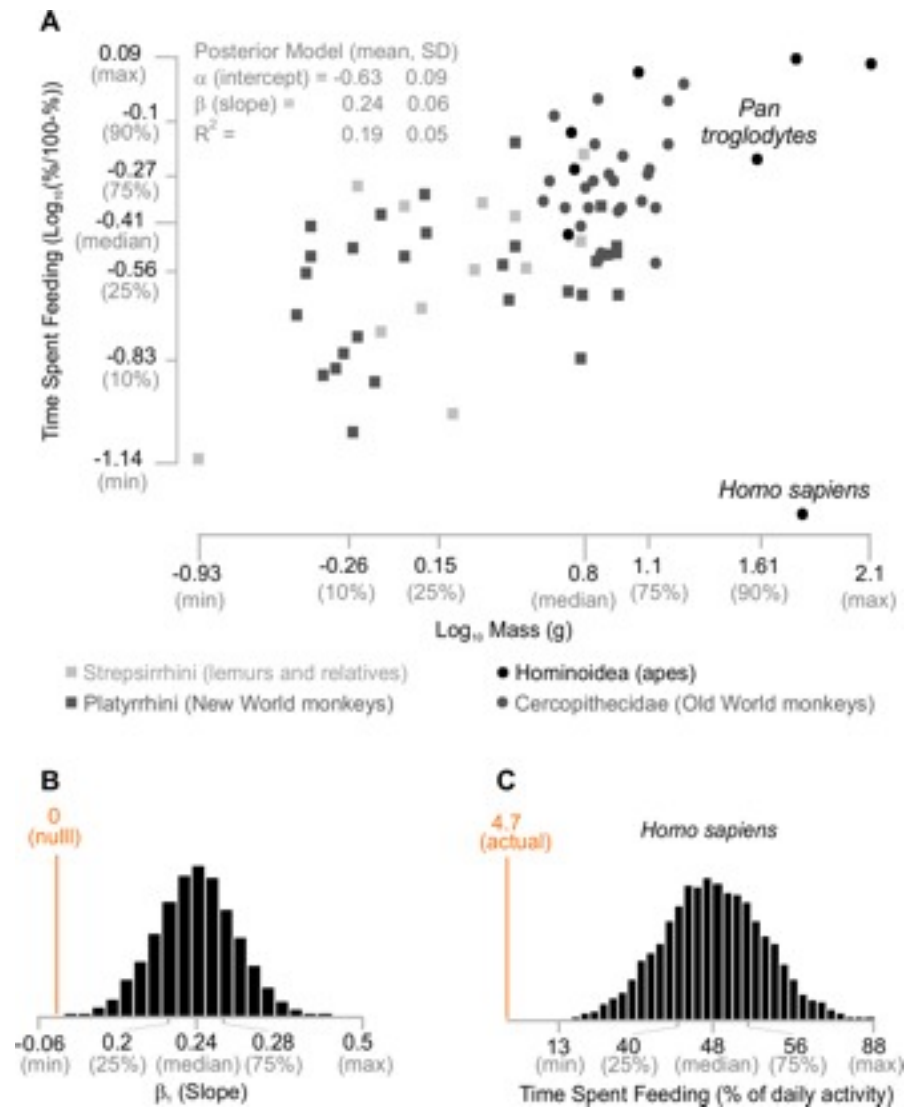 A
Posterior Model (mean, SD)
α (intercept) = -0.63 0.09
β (slope) = 0.24 0.06
R² = 0.19 0.05
Time Spent Feeding (Log₁₀(%/100-%))
0.09
(max)
-0.1
(90%)
-0.27
(75%)
-0.41
(median)
-0.56
(25%)
-0.83
(10%)
-1.14
(min)
Pan
troglodytes
Homo sapiens
-0.93 -0.26 0.15 0.8 1.1 1.61 2.1
(min) (10%) (25%) (median) (75%) (90%) (max)
Log₁₀ Mass (g)
Strepsirrhini (lemurs and relatives)
Hominoidea (apes)
Platyrrhini (New World monkeys)
Cercopithecidae (Old World monkeys)
B
0
(nulll)
-0.06 0.2 0.24 0.28 0.5
(min) (25%) (median) (75%) (max)
β₁ (Slope)
C
4.7
(actual)
Homo sapiens
13 40 48 56 88
(min) (25%) (median) (75%) (max)
Time Spent Feeding (% of daily activity)